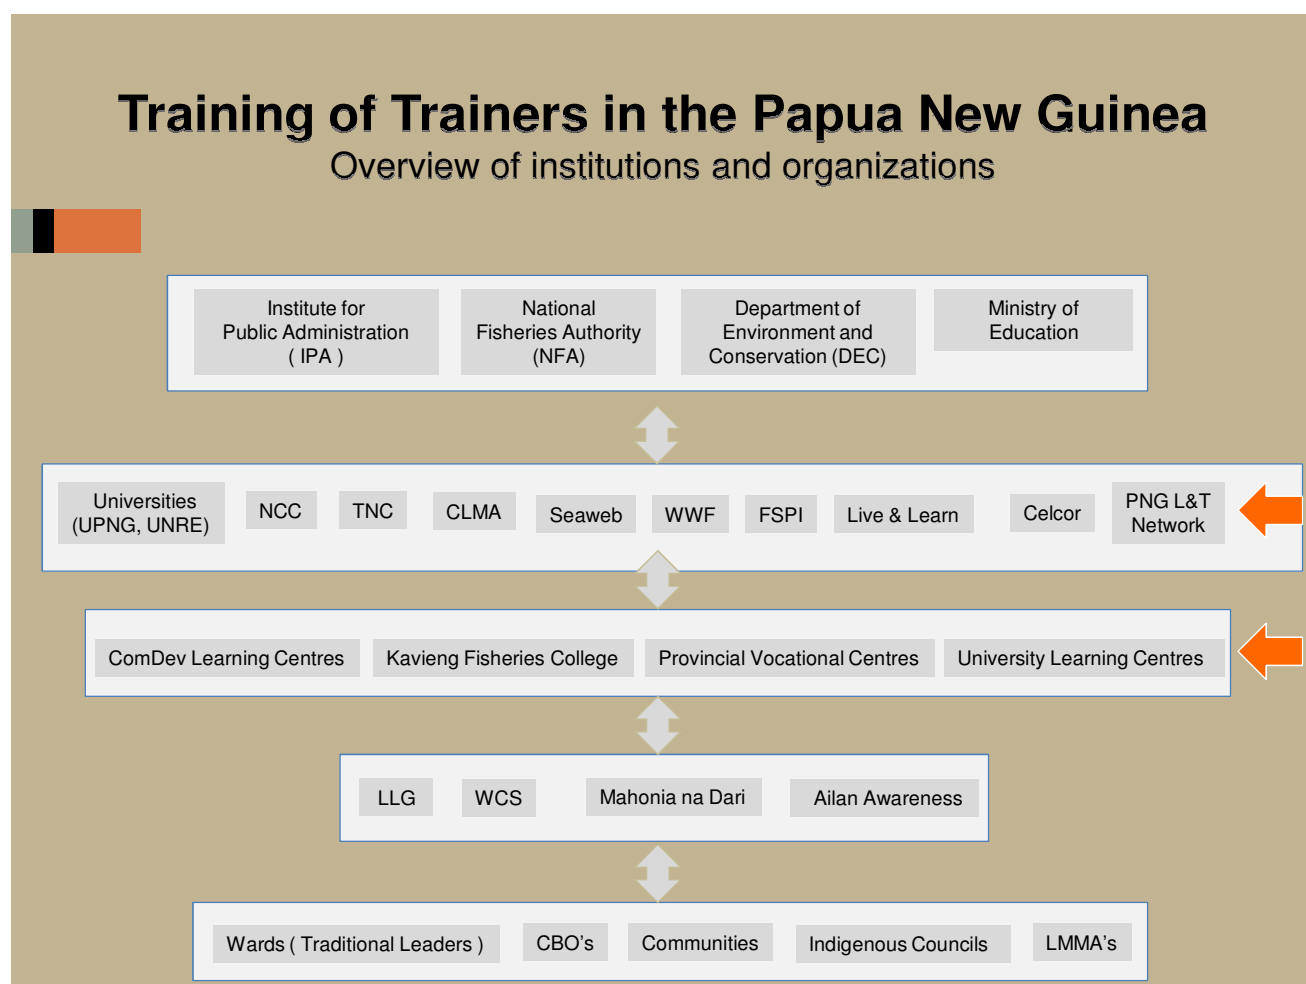 Training of Trainers in the Papua New Guinea
Overview of institutions and organizations
Institute for
Public Administration
( IPA )
National
Fisheries Authority
(NFA)
Department of
Environment and
Conservation (DEC)
Ministry of
Education
Universities
(UPNG, UNRE)
NCC
TNC
CLMA
Seaweb
WWF
FSPI
Live & Learn
Celcor
PNG L&T
Network
ComDev Learning Centres
Kavieng Fisheries College
Provincial Vocational Centres
University Learning Centres
LLG
WCS
Mahonia na Dari
Ailan Awareness
Wards ( Traditional Leaders )
CBO's
Communities
Indigenous Councils
LMMA's